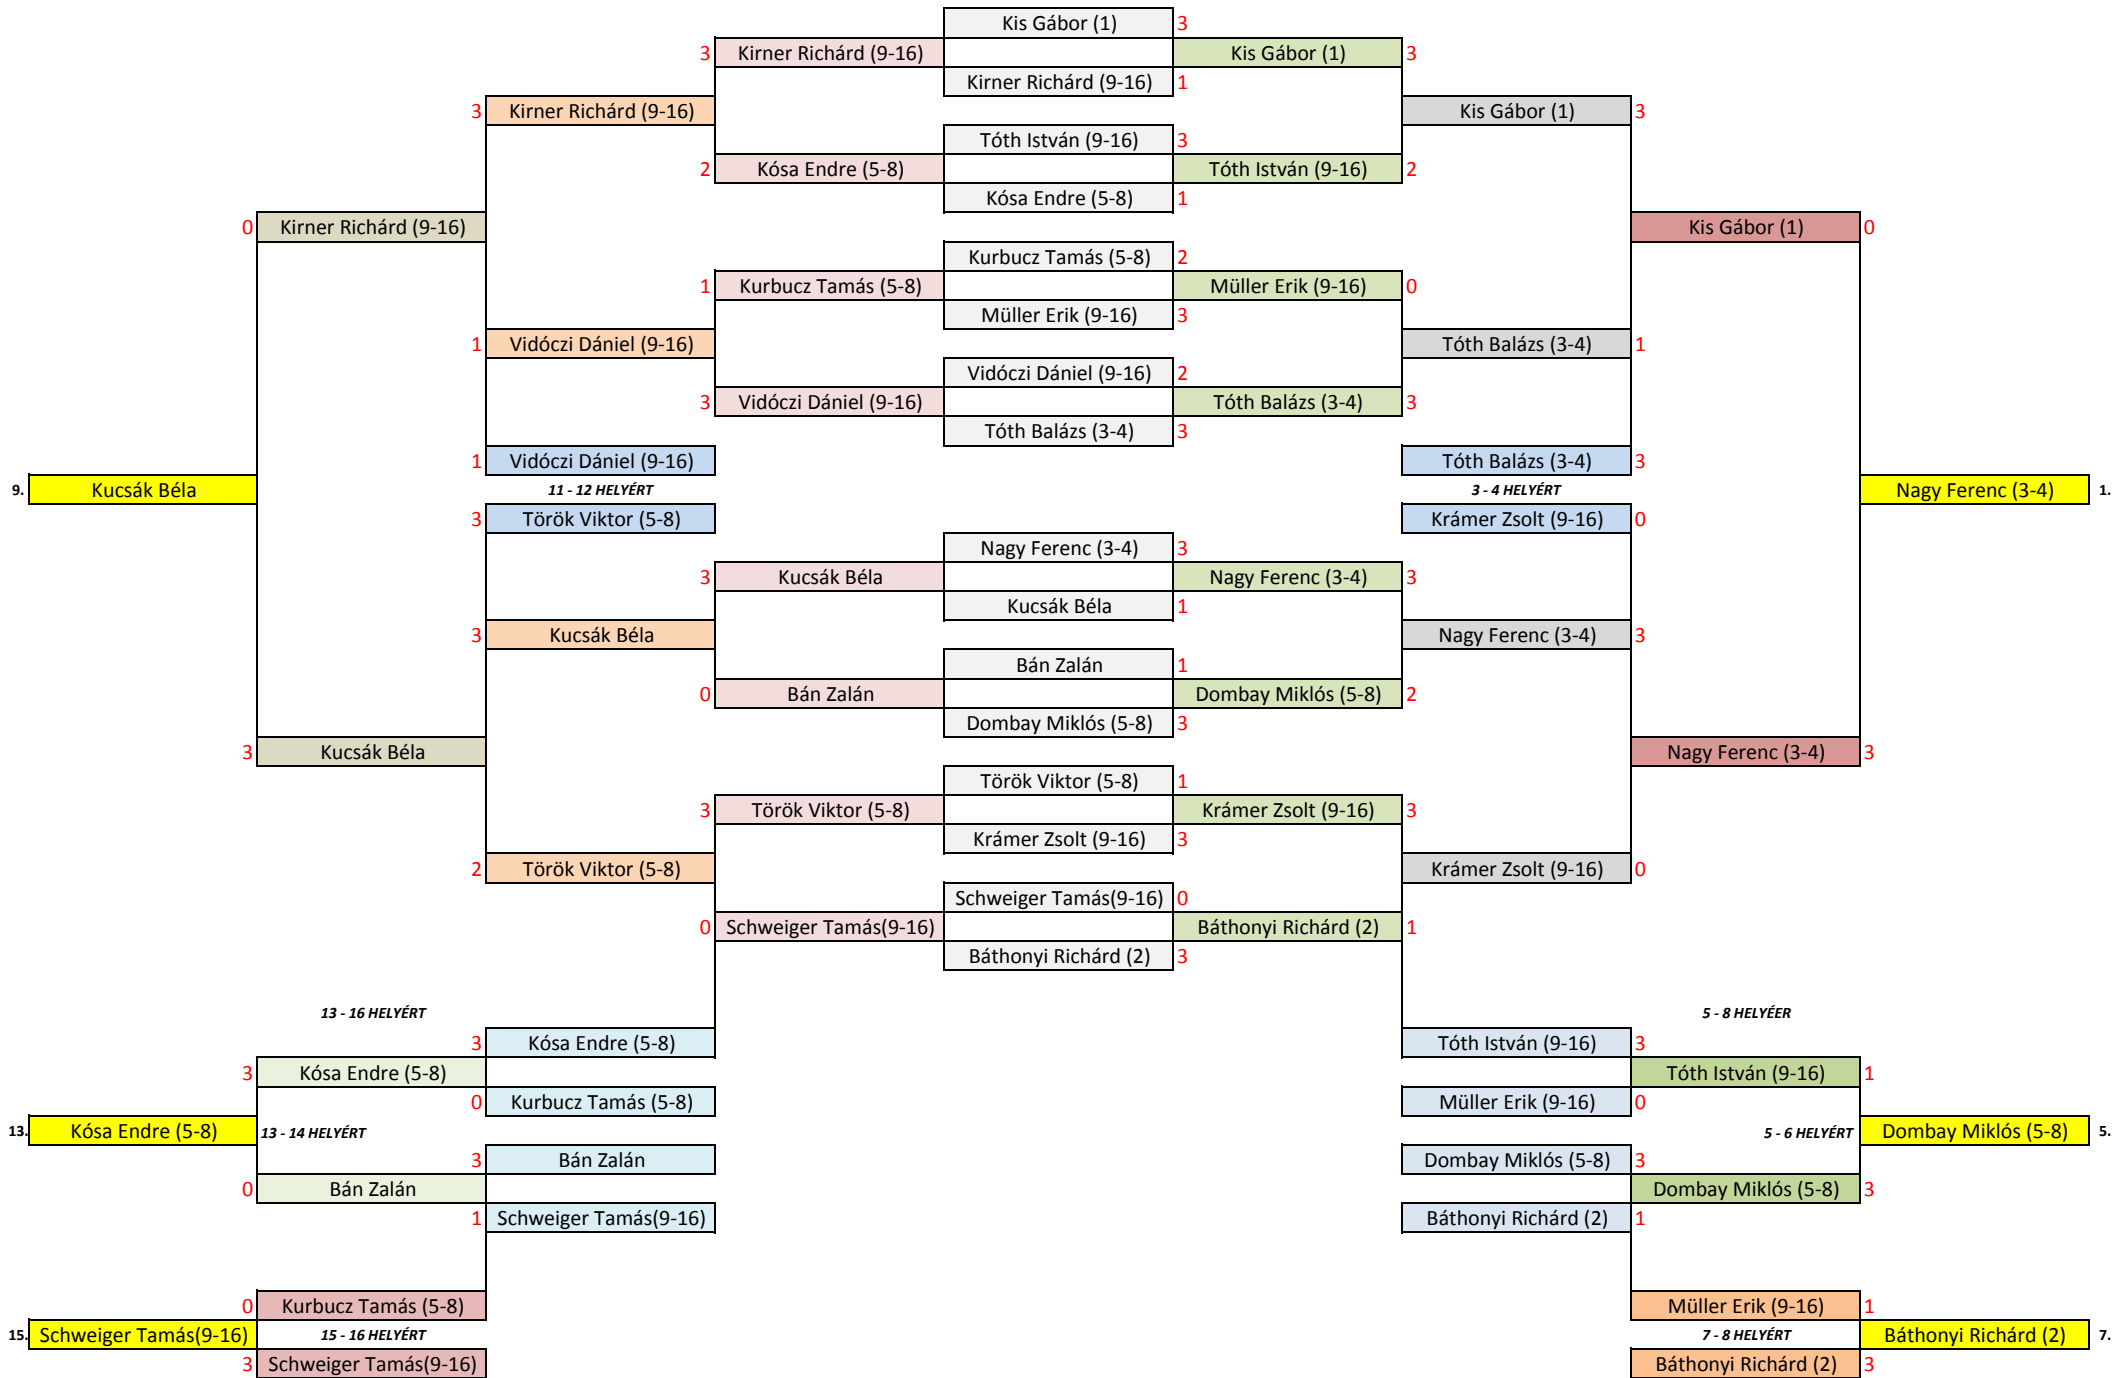 Kis Gábor (1) 3
3 Kirner Richárd (9-16) Kis Gábor (1) 3
Kirner Richárd (9-16) 1
3 Kirner Richárd (9-16) Kis Gábor (1) 3
Tóth István (9-16) 3
2 Kósa Endre (5-8) Tóth István (9-16) 2
Kósa Endre (5-8) 1
0 Kirner Richárd (9-16) Kis Gábor (1) 0
Kurbucz Tamás (5-8) 2
1 Kurbucz Tamás (5-8) Müller Erik (9-16) 0
Müller Erik (9-16) 3
1 Vidóczi Dániel (9-16) Tóth Balázs (3-4) 1
Vidóczi Dániel (9-16) 2
3 Vidóczi Dániel (9-16) Tóth Balázs (3-4) 3
Tóth Balázs (3-4) 3
1 Vidóczi Dániel (9-16) Tóth Balázs (3-4) 3
9. Kucsák Béla 11 - 12 HELYÉRT 3 - 4 HELYÉRT Nagy Ferenc (3-4) 1.
3 Török Viktor (5-8) Krámer Zsolt (9-16) 0
Nagy Ferenc (3-4) 3
3 Kucsák Béla Nagy Ferenc (3-4) 3
Kucsák Béla 1
3 Kucsák Béla Nagy Ferenc (3-4) 3
Bán Zalán 1
0 Bán Zalán Dombay Miklós (5-8) 2
Dombay Miklós (5-8) 3
3 Kucsák Béla Nagy Ferenc (3-4) 3
Török Viktor (5-8) 1
3 Török Viktor (5-8) Krámer Zsolt (9-16) 3
Krámer Zsolt (9-16) 3
2 Török Viktor (5-8) Krámer Zsolt (9-16) 0
Schweiger Tamás(9-16) 0
0 Schweiger Tamás(9-16) Báthonyi Richárd (2) 1
Báthonyi Richárd (2) 3
13 - 16 HELYÉRT 5 - 8 HELYÉER
3 Kósa Endre (5-8) Tóth István (9-16) 3
3 Kósa Endre (5-8) Tóth István (9-16) 1
0 Kurbucz Tamás (5-8) Müller Erik (9-16) 0
13. Kósa Endre (5-8) 13 - 14 HELYÉRT 5 - 6 HELYÉRT Dombay Miklós (5-8) 5.
3 Bán Zalán Dombay Miklós (5-8) 3
0 Bán Zalán Dombay Miklós (5-8) 3
1 Schweiger Tamás(9-16) Báthonyi Richárd (2) 1
0 Kurbucz Tamás (5-8) Müller Erik (9-16) 1
15. Schweiger Tamás(9-16) 15 - 16 HELYÉRT 7 - 8 HELYÉRT Báthonyi Richárd (2) 7.
3 Schweiger Tamás(9-16) Báthonyi Richárd (2) 3